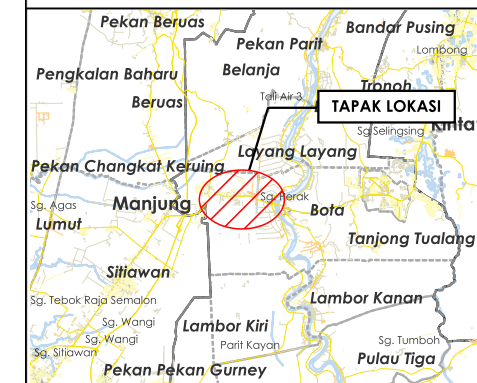 Pekan Beruas
Bandar Pusing
Pekan Parit
Lombong
Pengkalan Baharu
Belanja
Tronoh
Beruas
Tali Air 3
TAPAK LOKASI
Kinta
Sg Selingsing
Layang Layang
Pekan Changkat Keruing
Sg. Perak
Sg. Agas
Manjung
Bota
Lumut
Tanjong Tualang
Sitiawan
Sg. Tebok Raja Semalon
Lambor Kanan
Sg. Wangi
Lambor Kiri
Sg. Wangi
Parit Kayan
Sg. Tumboh
Sg. Sitiawan
Pulau Tiga
Pekan Pekan Gurney